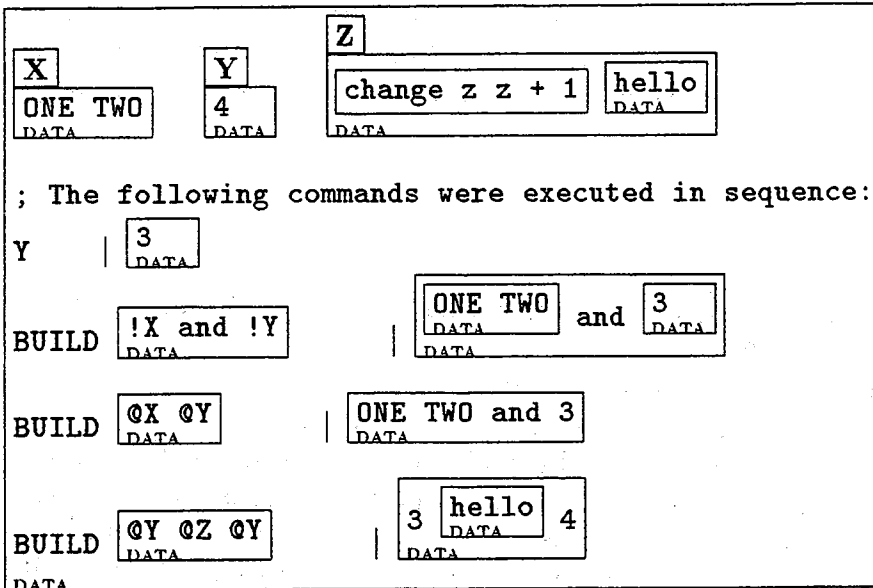 Z
X Y
change z z + 1 hello
ONE TWO 4
DATA DATA DATA DATA
; The following commands were executed in sequence:
Y | 3
DATA
BUILD !X and !Y | ONE TWO and 3
DATA DATA DATA DATA
BUILD @X @Y | ONE TWO and 3
DATA DATA
BUILD @Y @Z @Y | 3 hello 4
DATA DATA DATA
DATA